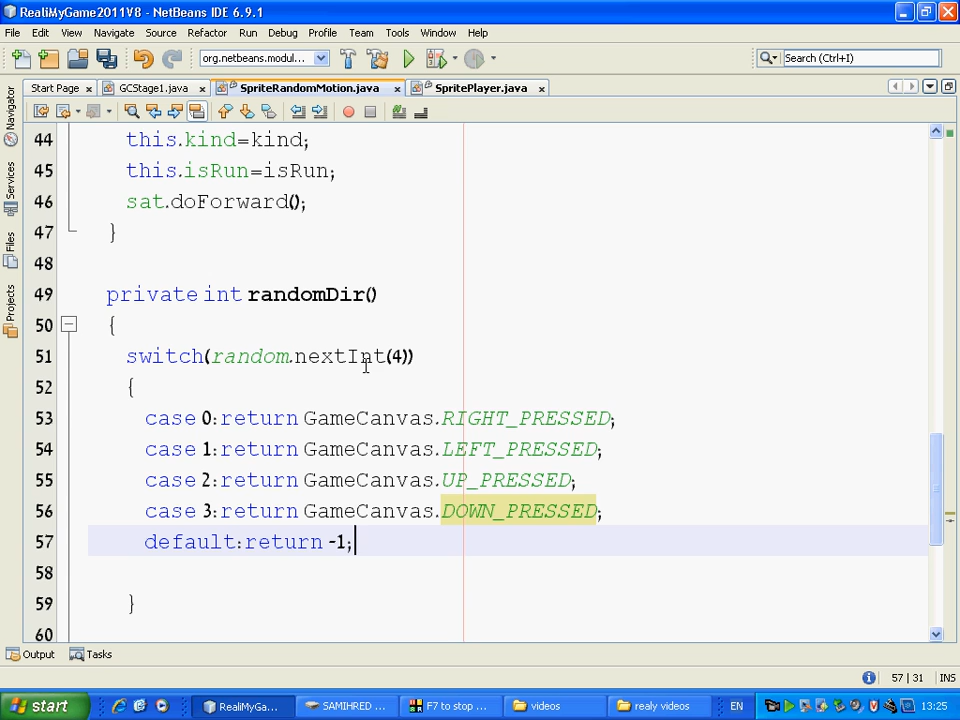 RealiMyGame2011V8 - NetBeans IDE 6.9.1
File Edit View Navigate Source Refactor Run Debug Profile Team Tools Window Help
org.netbeans.modul...
Search (Ctrl+I)
Start Page GCStage1.java SpriteRandomMotion.java SpritePlayer.java
Navigator
Services
Files
Projects
44 this.kind=kind;
45 this.isRun=isRun;
46 sat.doForward();
47 }
48
49 private int randomDir()
50 {
51 switch(random.nextInt(4))
52 {
53 case 0:return GameCanvas.RIGHT_PRESSED;
54 case 1:return GameCanvas.LEFT_PRESSED;
55 case 2:return GameCanvas.UP_PRESSED;
56 case 3:return GameCanvas.DOWN_PRESSED;
57 default:return -1;
58
59 }
60
Output Tasks
57 | 31 INS
start RealiMyGa... SAMIHRED ... F7 to stop ... videos realy videos EN 13:25